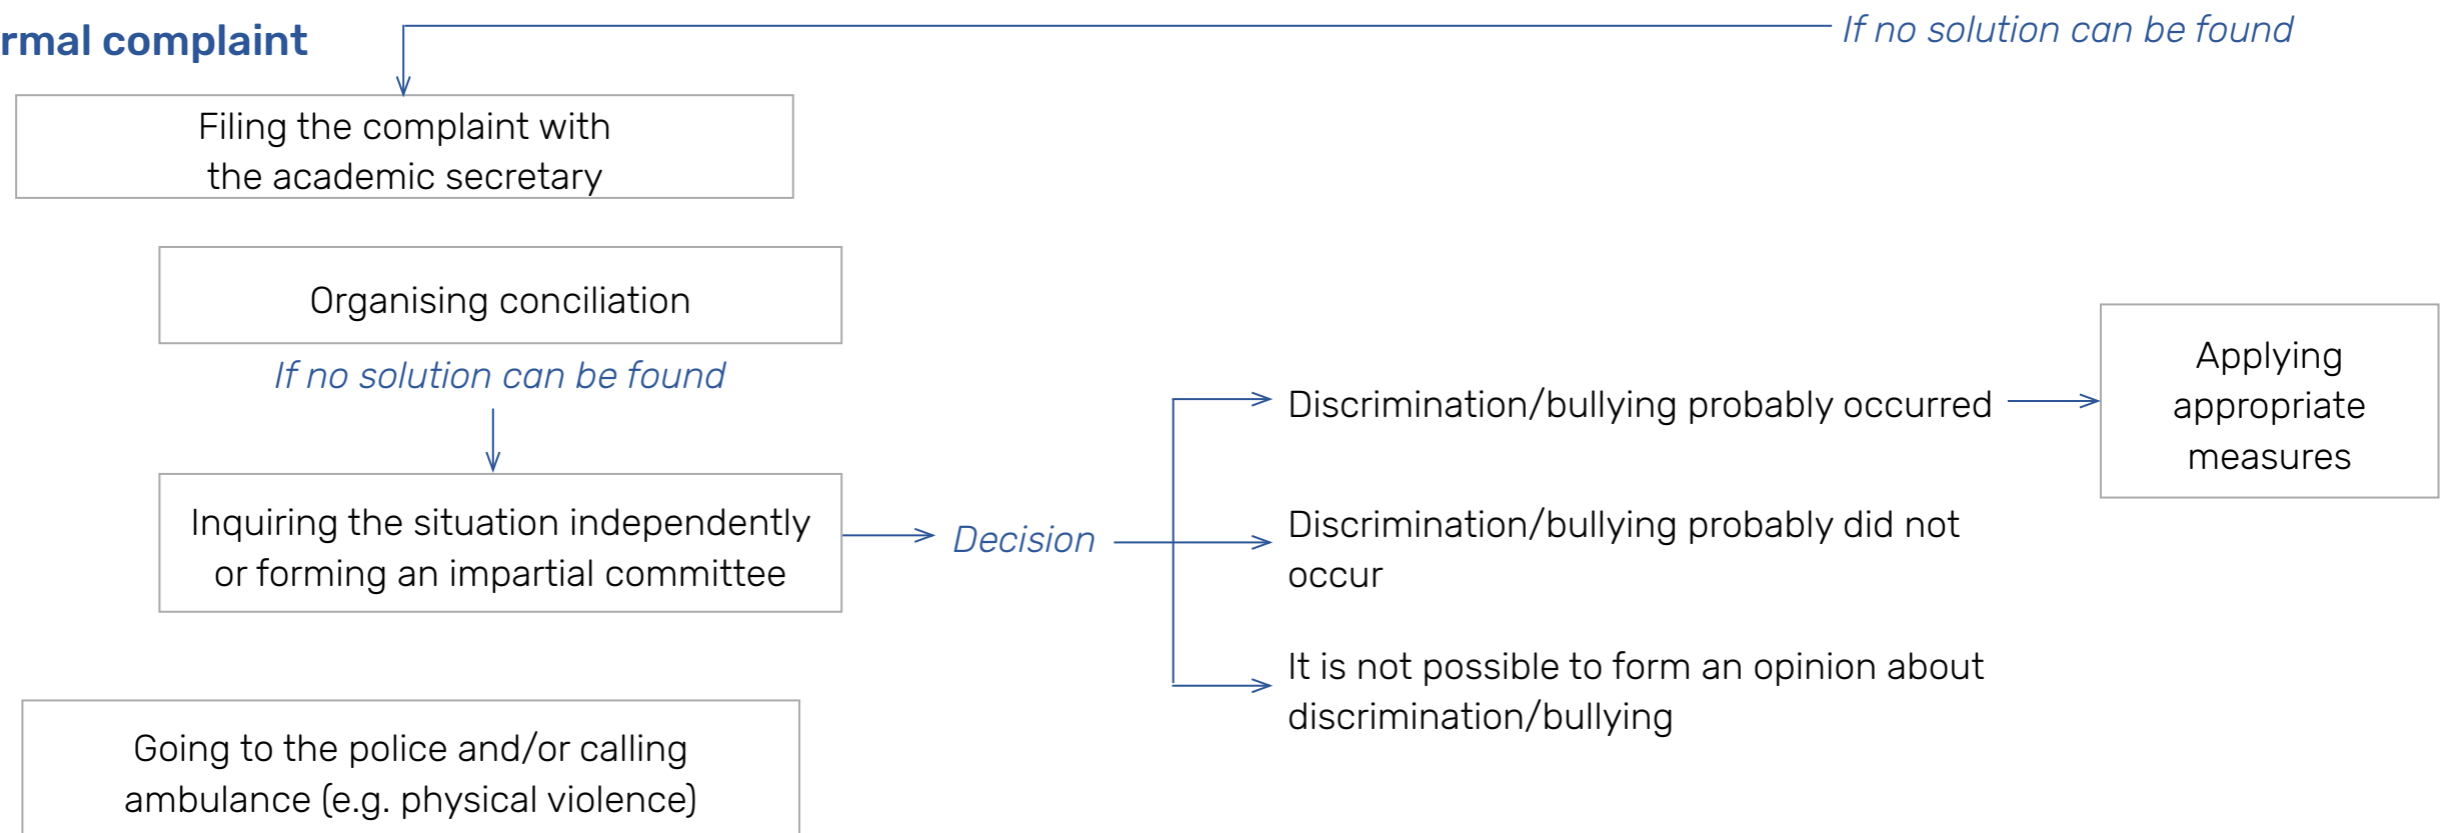 rmal complaint
If no solution can be found
Filing the complaint with
the academic secretary
Organising conciliation
If no solution can be found
Inquiring the situation independently
or forming an impartial committee
Decision
Discrimination/bullying probably occurred
Applying
appropriate
measures
Discrimination/bullying probably did not
occur
It is not possible to form an opinion about
discrimination/bullying
Going to the police and/or calling
ambulance (e.g. physical violence)